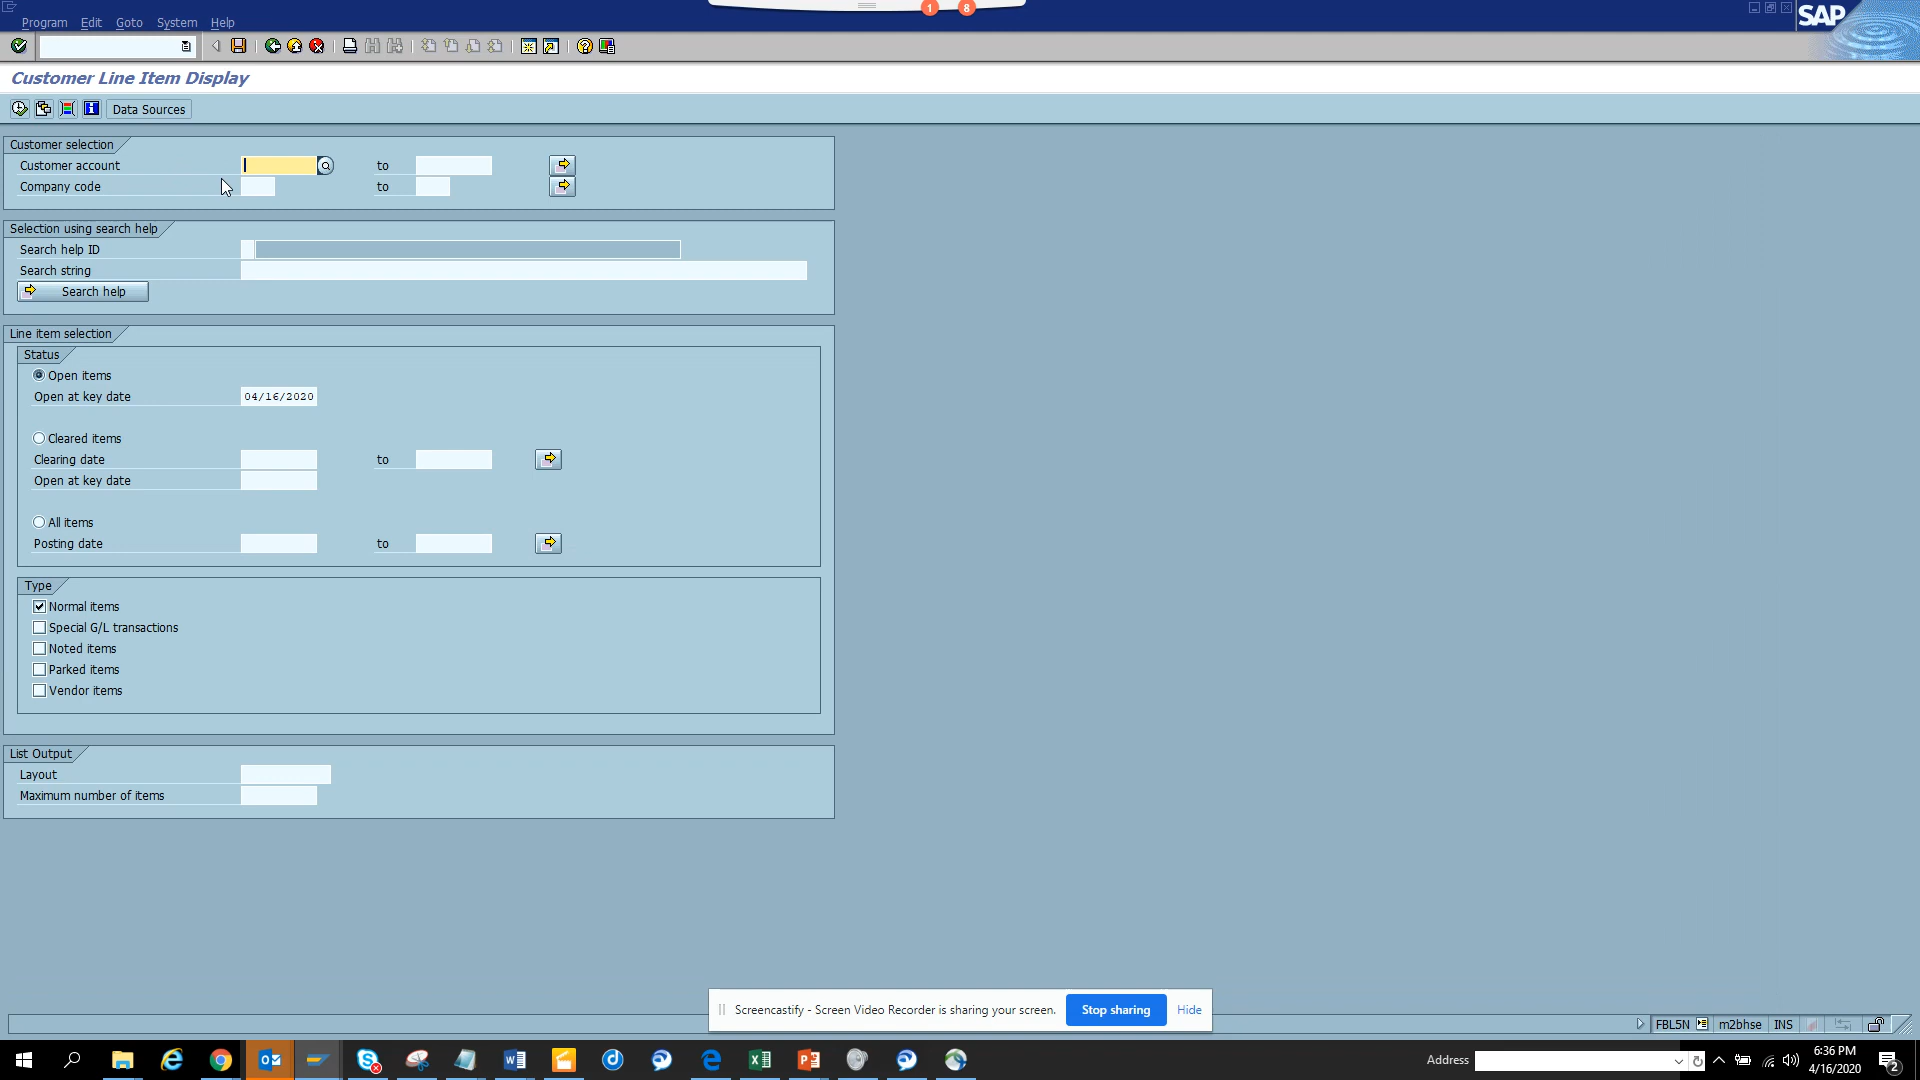 Program Edit Goto System Help
1 8
SAP
Customer Line Item Display
Data Sources
Customer selection
Customer account to
Company code to
Selection using search help
Search help ID
Search string
Search help
Line item selection
Status
Open items
Open at key date 04/16/2020
Cleared items
Clearing date to
Open at key date
All items
Posting date to
Type
Normal items
Special G/L transactions
Noted items
Parked items
Vendor items
List Output
Layout
Maximum number of items
Screencastify - Screen Video Recorder is sharing your screen. Stop sharing Hide
FBL5N m2bhse INS
Address
6:36 PM
4/16/2020
2